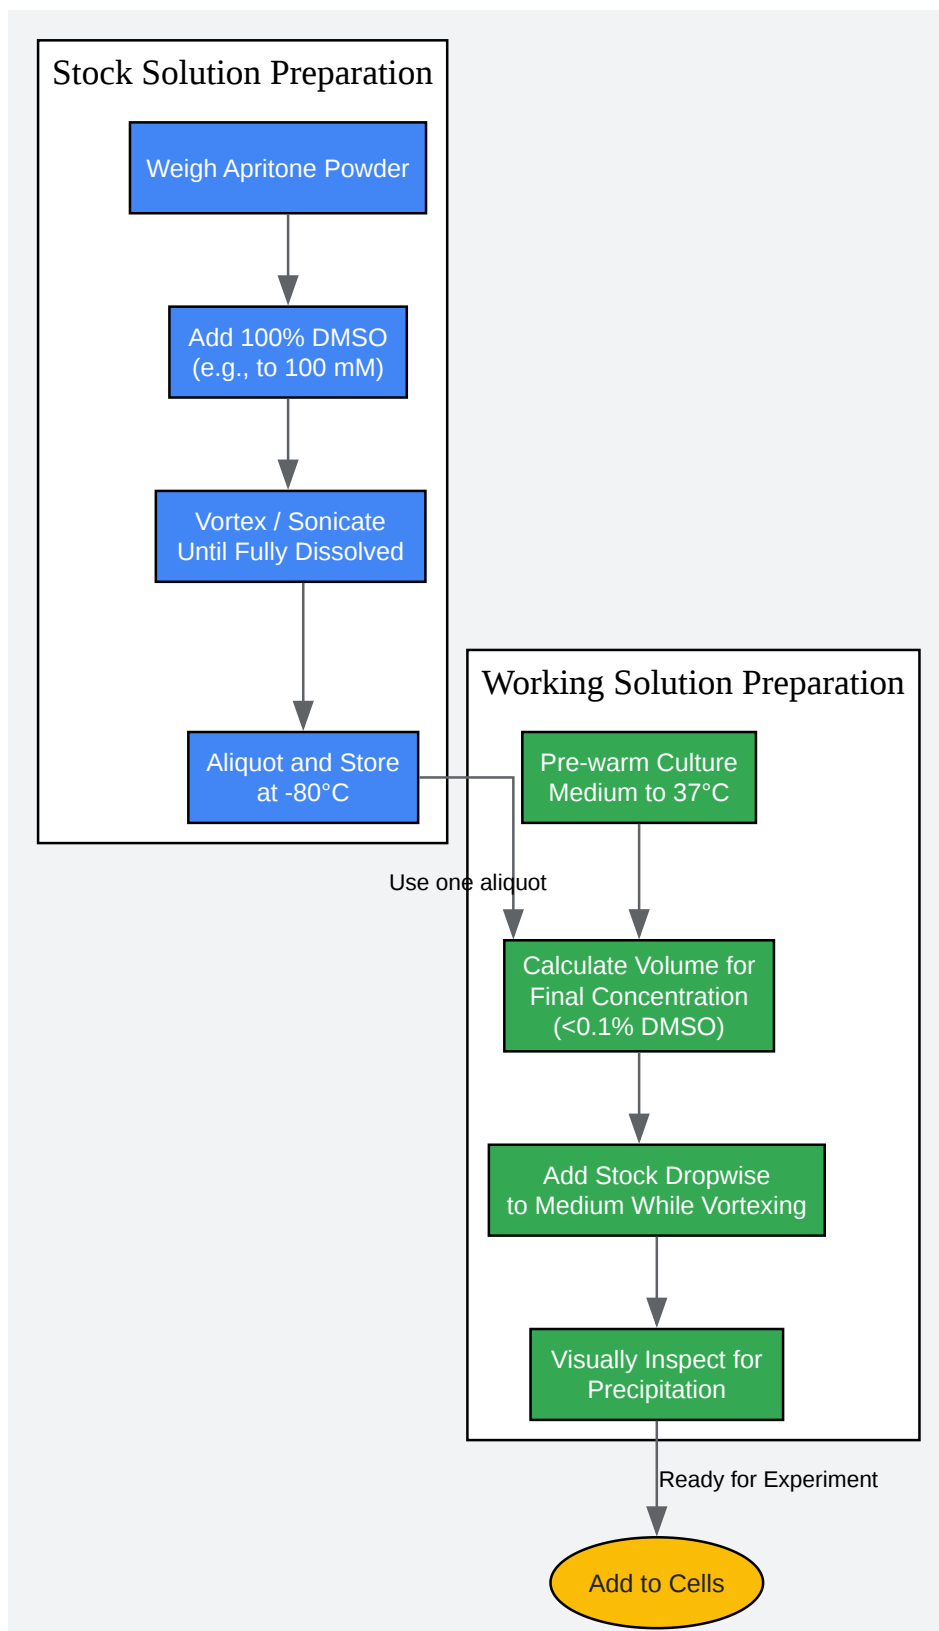 Stock Solution Preparation
Weigh Apritone Powder
Add 100% DMSO
(e.g., to 100 mM)
Vortex / Sonicate
Until Fully Dissolved
Aliquot and Store
at -80°C
Use one aliquot
Working Solution Preparation
Pre-warm Culture
Medium to 37°C
Calculate Volume for
Final Concentration
(<0.1% DMSO)
Add Stock Dropwise
to Medium While Vortexing
Visually Inspect for
Precipitation
Ready for Experiment
Add to Cells